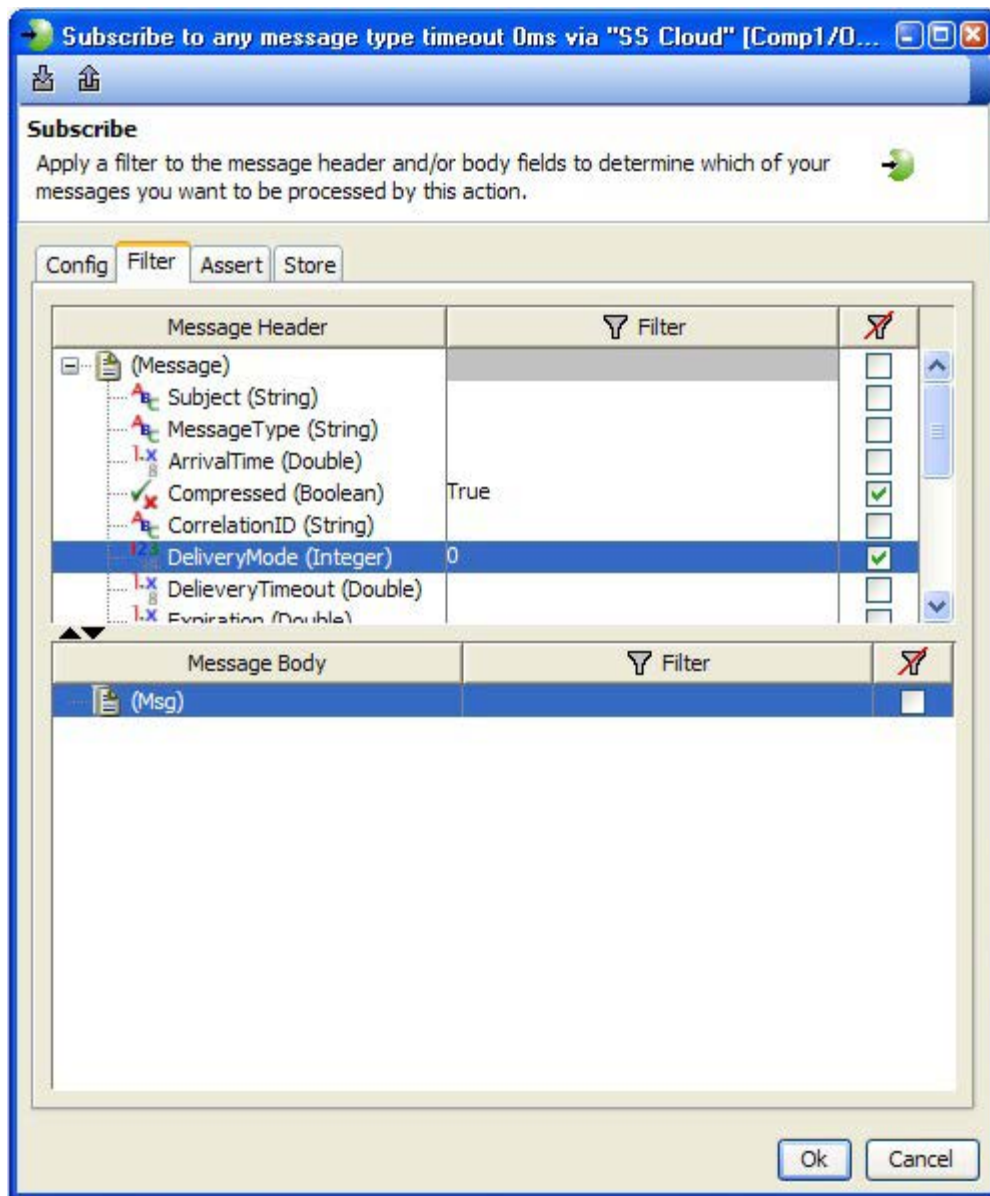 Subscribe to any message type timeout 0ms via "SS Cloud" [Comp1/O...
Subscribe
Apply a filter to the message header and/or body fields to determine which of your
messages you want to be processed by this action.
Config Filter Assert Store
Message Header Filter
(Message)
Subject (String)
MessageType (String)
ArrivalTime (Double)
Compressed (Boolean) True
CorrelationID (String)
DeliveryMode (Integer) 0
DelieveryTimeout (Double)
Expiration (Double)
Message Body Filter
(Msg)
Ok Cancel